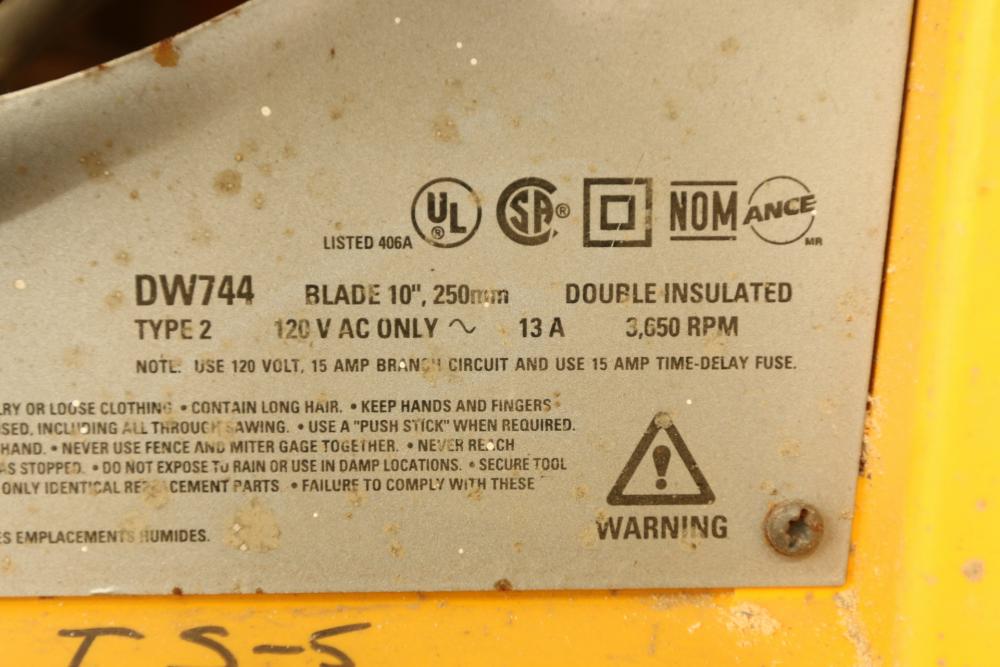 UL® SA® NOM ANCE MR
LISTED 406A
DW744 BLADE 10", 250mm DOUBLE INSULATED
TYPE 2 120 V AC ONLY ~ 13 A 3,650 RPM
NOTE: USE 120 VOLT, 15 AMP BRANCH CIRCUIT AND USE 15 AMP TIME-DELAY FUSE.
RY OR LOOSE CLOTHING • CONTAIN LONG HAIR. • KEEP HANDS AND FINGERS
SED, INCLUDING ALL THROUGH SAWING. • USE A "PUSH STICK" WHEN REQUIRED.
HAND. • NEVER USE FENCE AND MITER GAGE TOGETHER. • NEVER REACH
AS STOPPED. • DO NOT EXPOSE TO RAIN OR USE IN DAMP LOCATIONS. • SECURE TOOL
ONLY IDENTICAL REPLACEMENT PARTS • FAILURE TO COMPLY WITH THESE
WARNING
ES EMPLACEMENTS HUMIDES.
TS-5